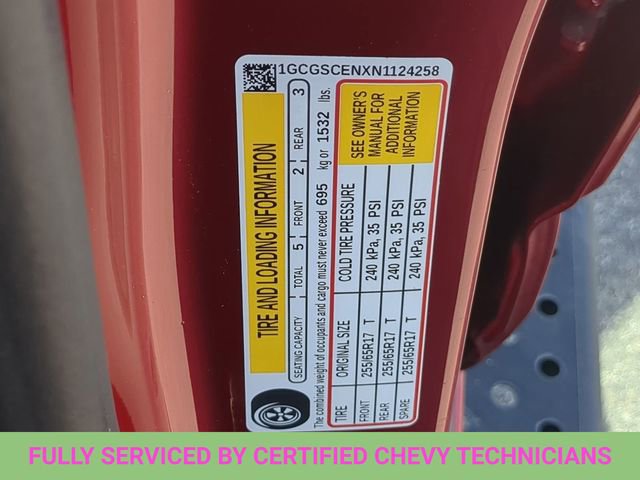 1GCGSCENXN1124258
TIRE AND LOADING INFORMATION
SEATING CAPACITY TOTAL 5 FRONT 2 REAR 3
The combined weight of occupants and cargo must never exceed 695 kg or 1532 lbs.
TIRE ORIGINAL SIZE COLD TIRE PRESSURE
FRONT 255/65R17 T 240 kPa, 35 PSI
REAR 255/65R17 T 240 kPa, 35 PSI
SPARE 255/65R17 T 240 kPa, 35 PSI
SEE OWNER'S
MANUAL FOR
ADDITIONAL
INFORMATION
FULLY SERVICED BY CERTIFIED CHEVY TECHNICIANS